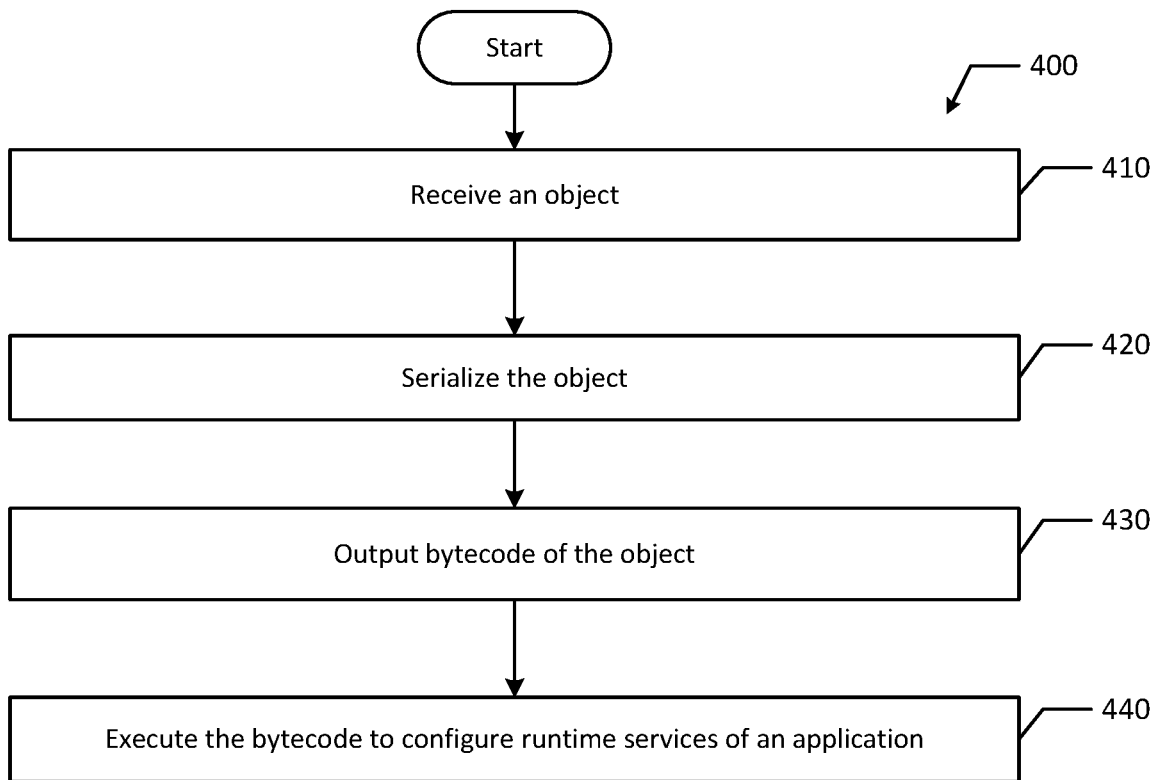 Start
400
Receive an object
410
Serialize the object
420
Output bytecode of the object
430
Execute the bytecode to configure runtime services of an application
440